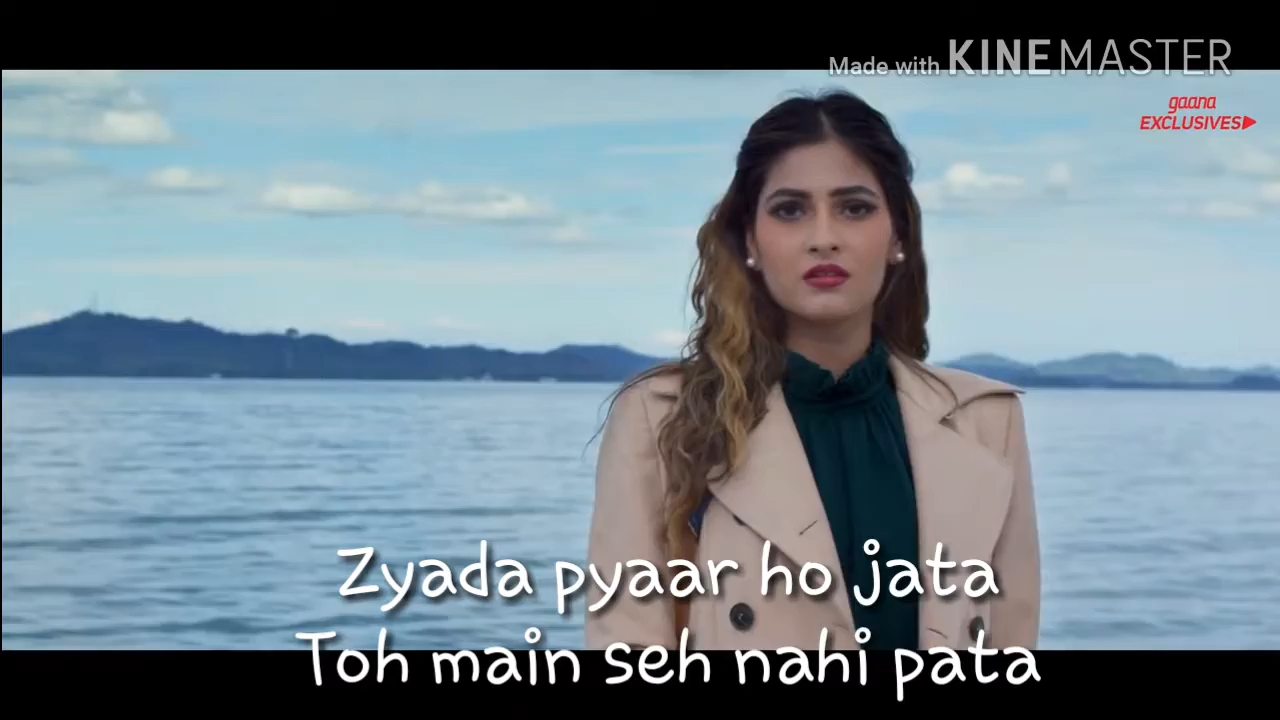 Made with KINEMASTER
gaana
EXCLUSIVES
Zyada pyaar ho jata
Toh main seh nahi pata